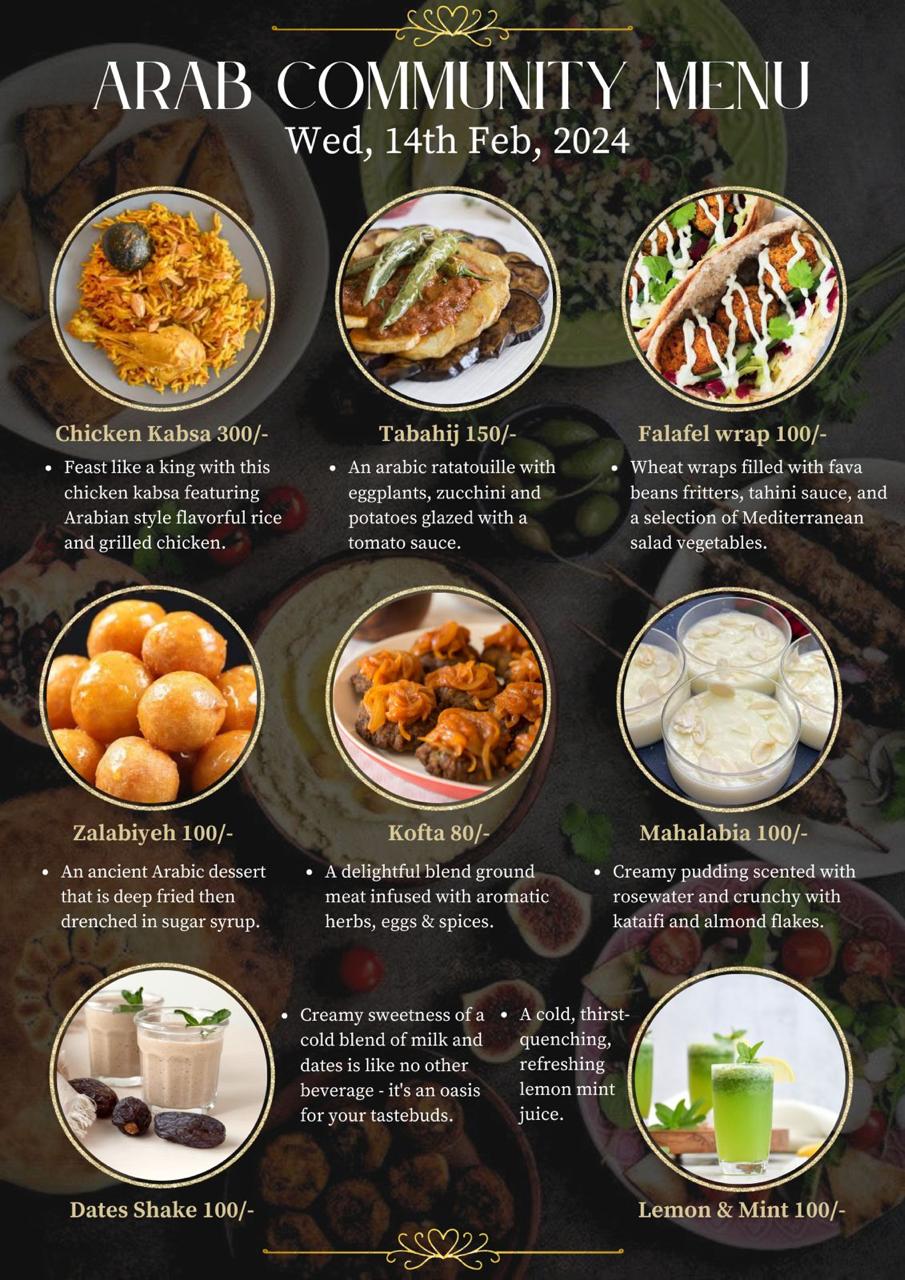 ARAB COMMUNITY MENU
Wed, 14th Feb, 2024
Chicken Kabsa 300/-
• Feast like a king with this
chicken kabsa featuring
Arabian style flavorful rice
and grilled chicken.
Tabahij 150/-
• An arabic ratatouille with
eggplants, zucchini and
potatoes glazed with a
tomato sauce.
Falafel wrap 100/-
• Wheat wraps filled with fava
beans fritters, tahini sauce, and
a selection of Mediterranean
salad vegetables.
Zalabiyeh 100/-
• An ancient Arabic dessert
that is deep fried then
drenched in sugar syrup.
Kofta 80/-
• A delightful blend ground
meat infused with aromatic
herbs, eggs & spices.
Mahalabia 100/-
• Creamy pudding scented with
rosewater and crunchy with
kataifi and almond flakes.
• Creamy sweetness of a
cold blend of milk and
dates is like no other
beverage - it's an oasis
for your tastebuds.
Dates Shake 100/-
• A cold, thirst-
quenching,
refreshing
lemon mint
juice.
Lemon & Mint 100/-